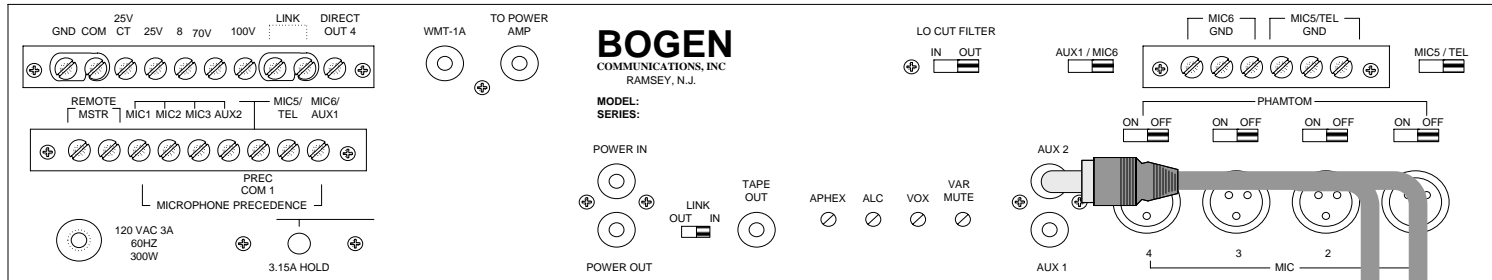 25V LINK DIRECT
GND COM CT 25V 8 70V 100V OUT 4
REMOTE MIC5/ MIC6/
MSTR MIC1 MIC2 MIC3 AUX2 TEL AUX1
PREC
COM 1
MICROPHONE PRECEDENCE
120 VAC 3A
60HZ
300W
3.15A HOLD
WMT-1A
TO POWER
AMP
BOGEN
COMMUNICATIONS, INC
RAMSEY, N.J.
MODEL:
SERIES:
POWER IN
POWER OUT
LINK
OUT IN
TAPE
OUT
APHEX ALC VOX VAR
MUTE
LO CUT FILTER
IN OUT
AUX1 / MIC6
MIC6
GND
MIC5/TEL
GND
MIC5 / TEL
PHAMTOM
ON OFF ON OFF ON OFF ON OFF
AUX 2
AUX 1
4 3 2
MIC